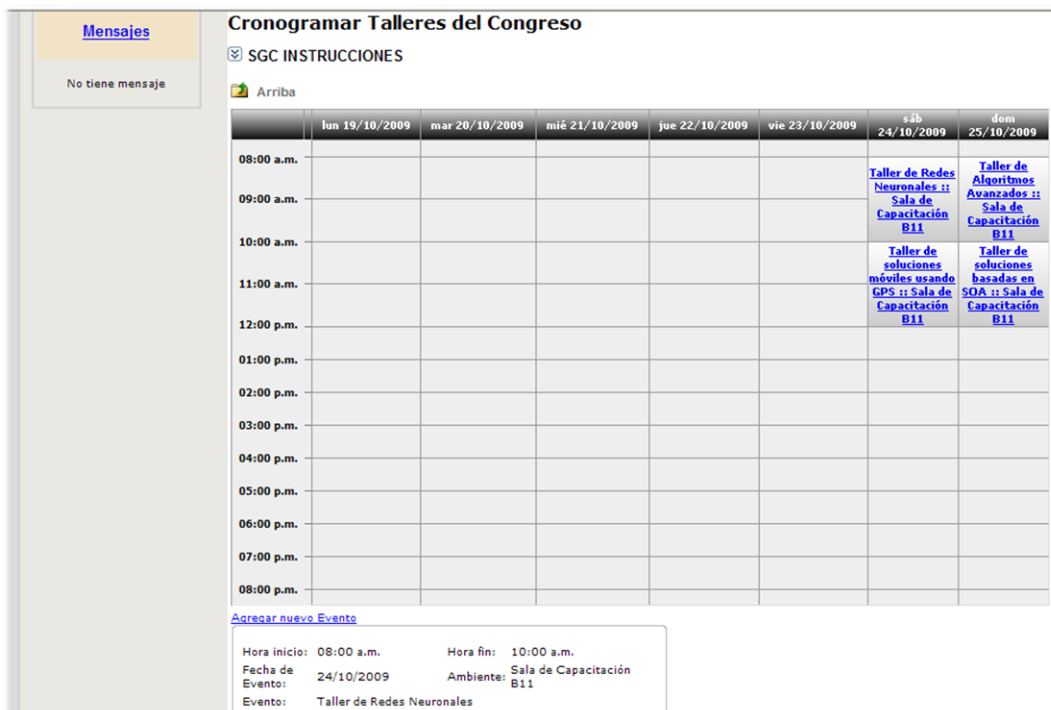 Mensajes
No tiene mensaje
Cronogramar Talleres del Congreso
SGC INSTRUCCIONES
Arriba
lun 19/10/2009 mar 20/10/2009 mié 21/10/2009 jue 22/10/2009 vie 23/10/2009 sáb 24/10/2009 dom 25/10/2009
08:00 a.m.
Taller de Redes
Neuronales ::
Sala de
Capacitación
B11
Taller de
Algoritmos
Avanzados ::
Sala de
Capacitación
B11
09:00 a.m.
10:00 a.m.
Taller de
soluciones
móviles usando
GPS :: Sala de
Capacitación
B11
Taller de
soluciones
basadas en
SOA :: Sala de
Capacitación
B11
11:00 a.m.
12:00 p.m.
01:00 p.m.
02:00 p.m.
03:00 p.m.
04:00 p.m.
05:00 p.m.
06:00 p.m.
07:00 p.m.
08:00 p.m.
Agregar nuevo Evento
Hora inicio: 08:00 a.m. Hora fin: 10:00 a.m.
Fecha de Evento: 24/10/2009 Ambiente: Sala de Capacitación B11
Evento: Taller de Redes Neuronales